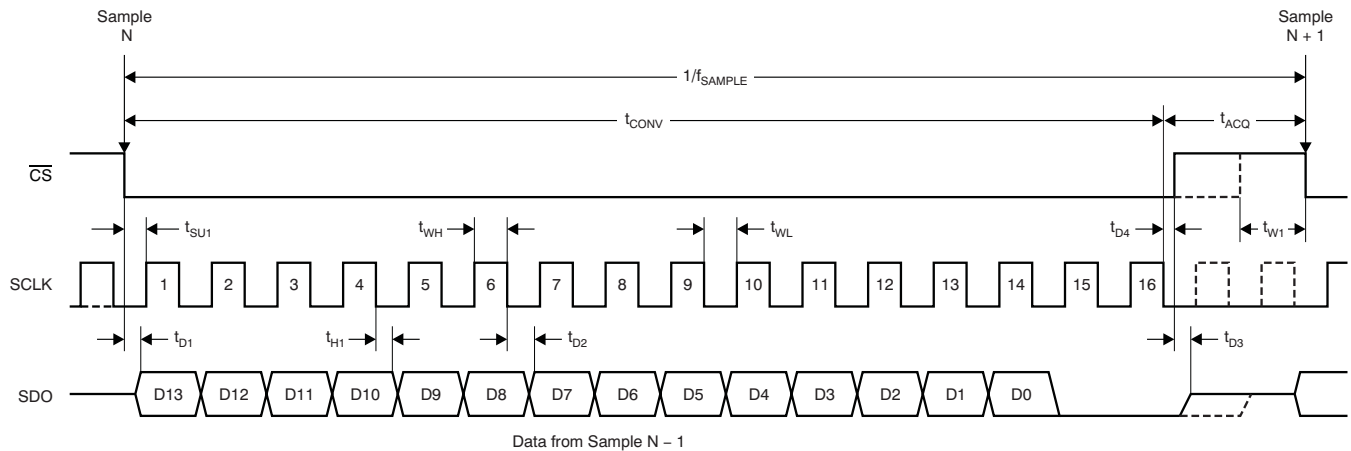 Sample
N
Sample
N + 1
1/fSAMPLE
tCONV
tACQ
CS
tSU1
tWH
tWL
tD4
tW1
SCLK
1 2 3 4 5 6 7 8 9 10 11 12 13 14 15 16
tD1
tH1
tD2
tD3
SDO
D13 D12 D11 D10 D9 D8 D7 D6 D5 D4 D3 D2 D1 D0
Data from Sample N − 1